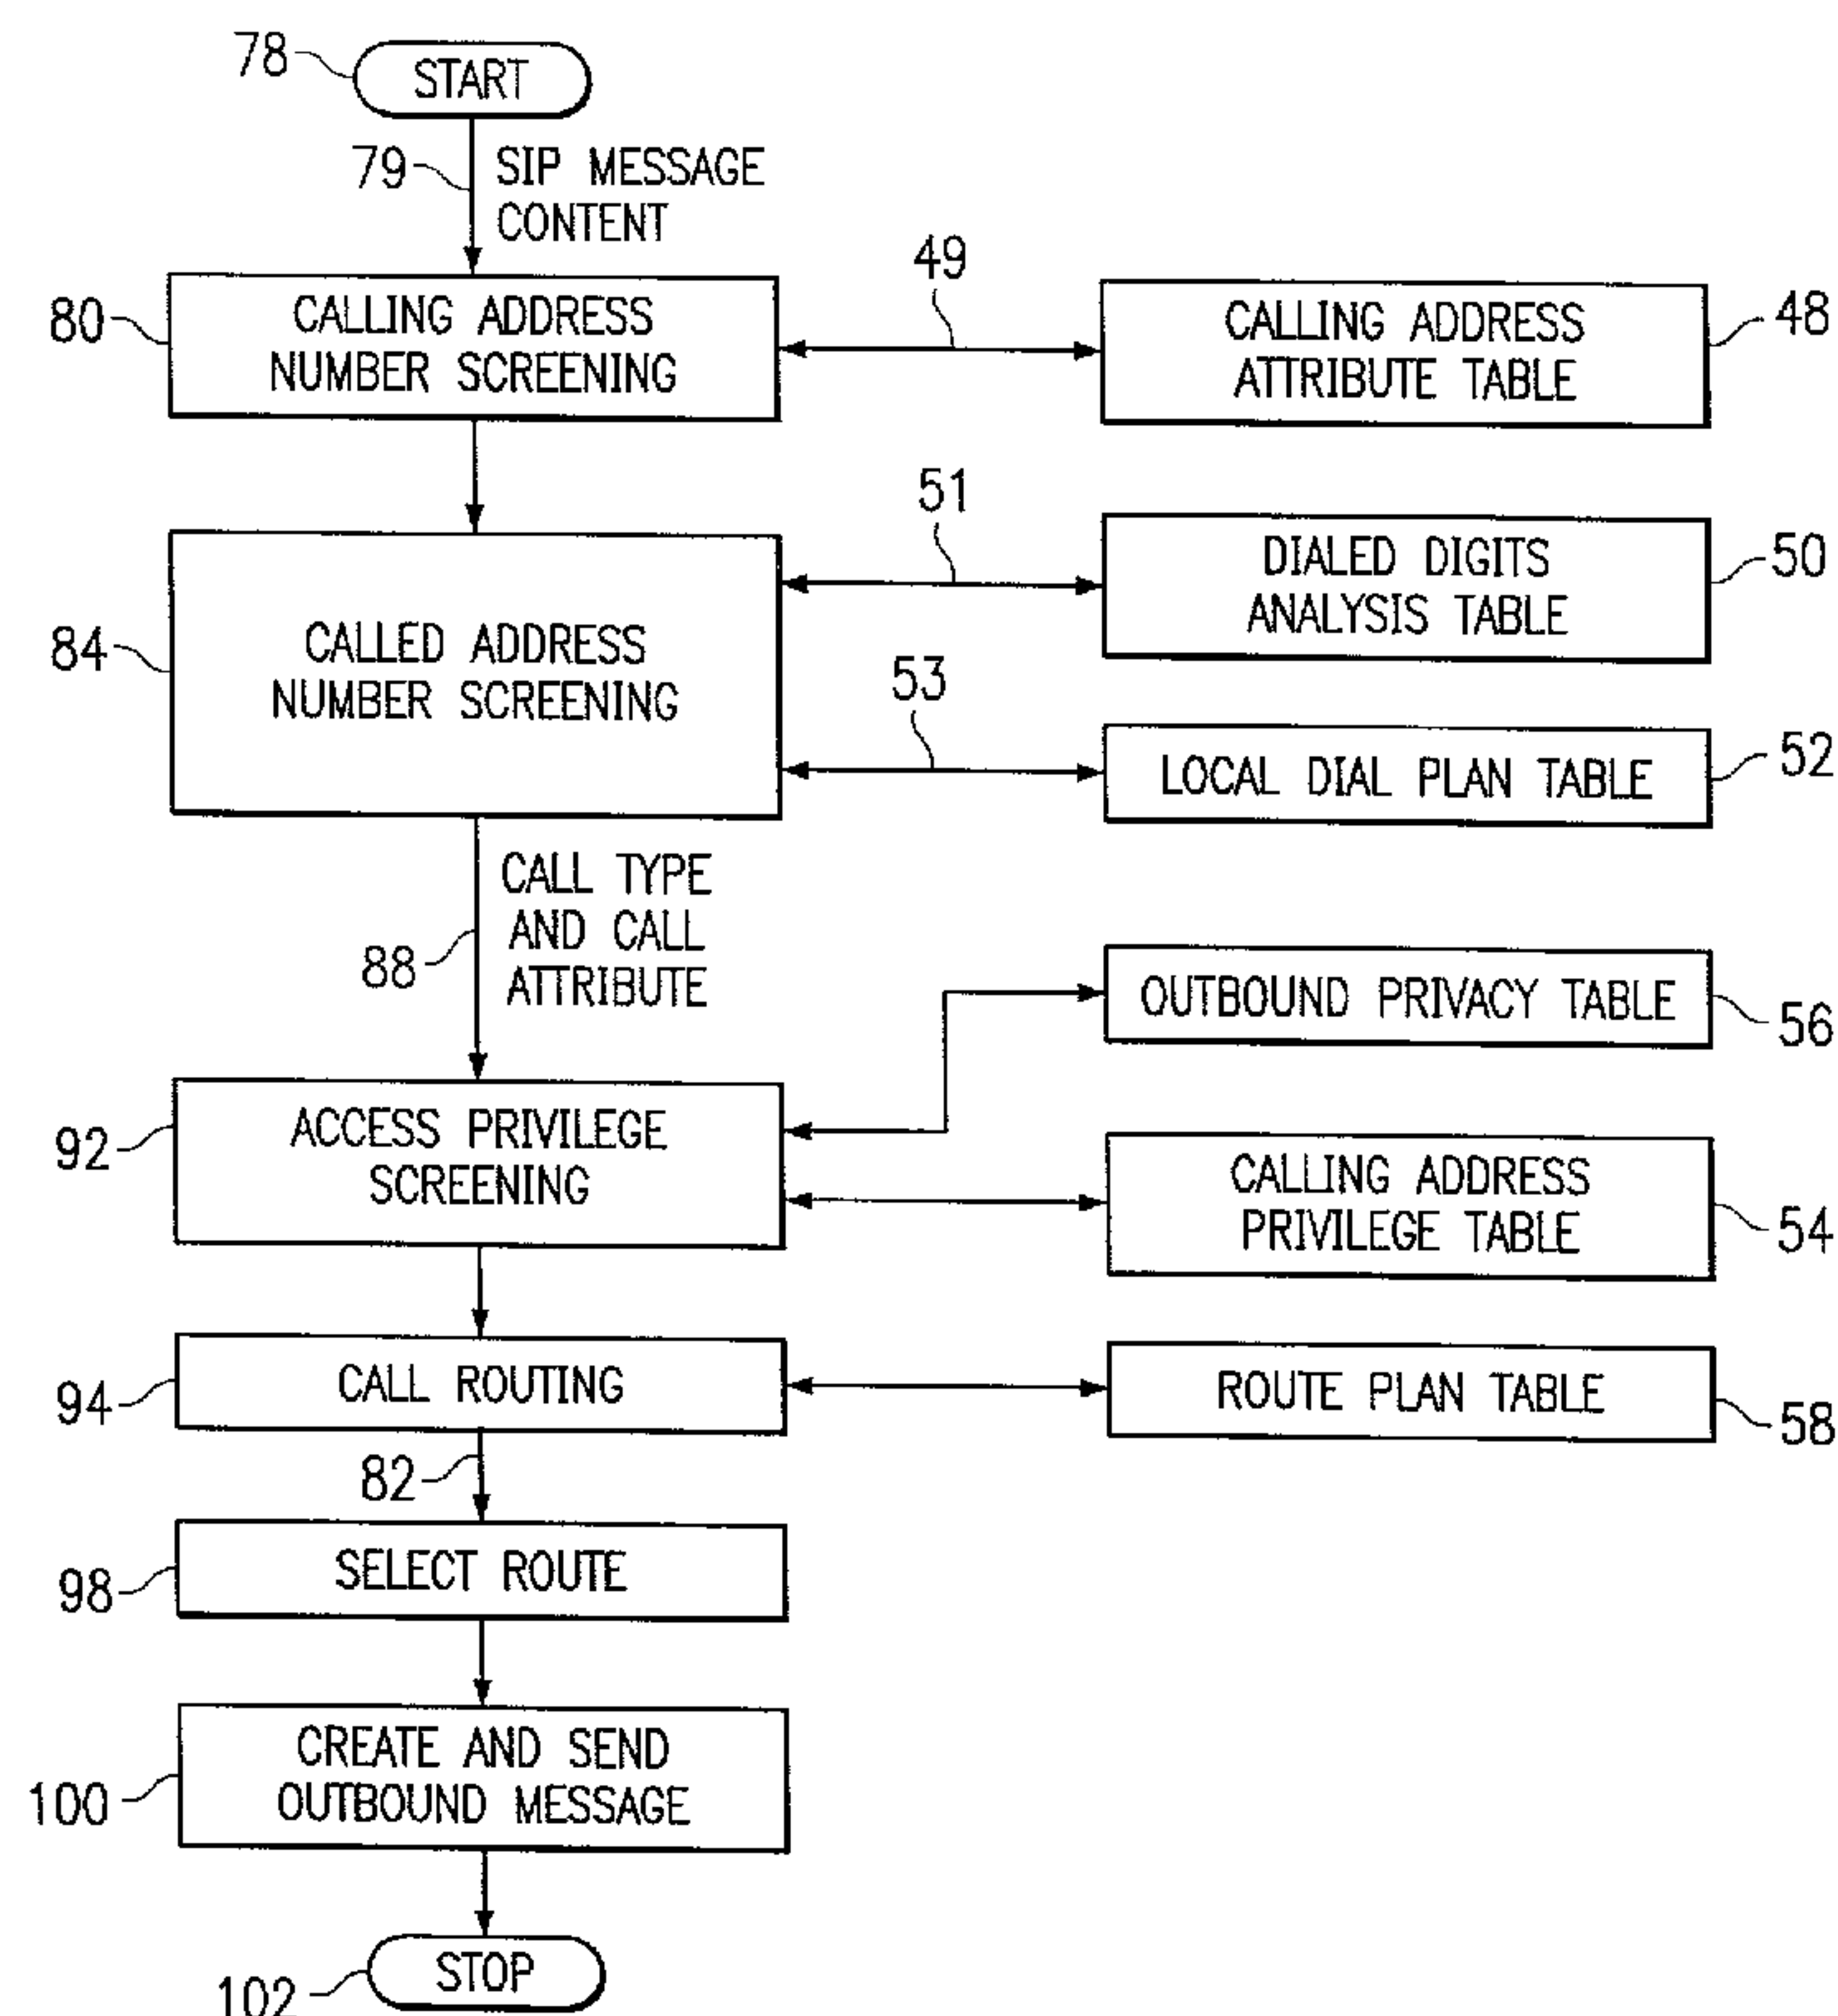 78
START
79
SIP MESSAGE
CONTENT
49
80
CALLING ADDRESS
NUMBER SCREENING
CALLING ADDRESS
ATTRIBUTE TABLE
48
51
84
CALLED ADDRESS
NUMBER SCREENING
DIALED DIGITS
ANALYSIS TABLE
50
53
LOCAL DIAL PLAN TABLE
52
88
CALL TYPE
AND CALL
ATTRIBUTE
OUTBOUND PRIVACY TABLE
56
92
ACCESS PRIVILEGE
SCREENING
CALLING ADDRESS
PRIVILEGE TABLE
54
94
CALL ROUTING
ROUTE PLAN TABLE
58
82
98
SELECT ROUTE
100
CREATE AND SEND
OUTBOUND MESSAGE
102
STOP